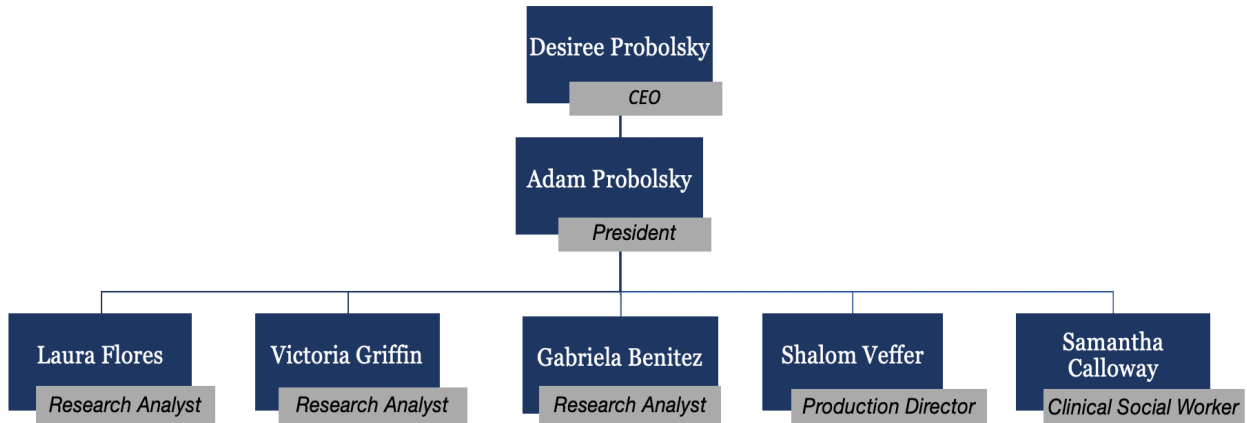 Desiree Probolsky
CEO
Adam Probolsky
President
Laura Flores
Research Analyst
Victoria Griffin
Research Analyst
Gabriela Benitez
Research Analyst
Shalom Veffer
Production Director
Samantha
Calloway
Clinical Social Worker